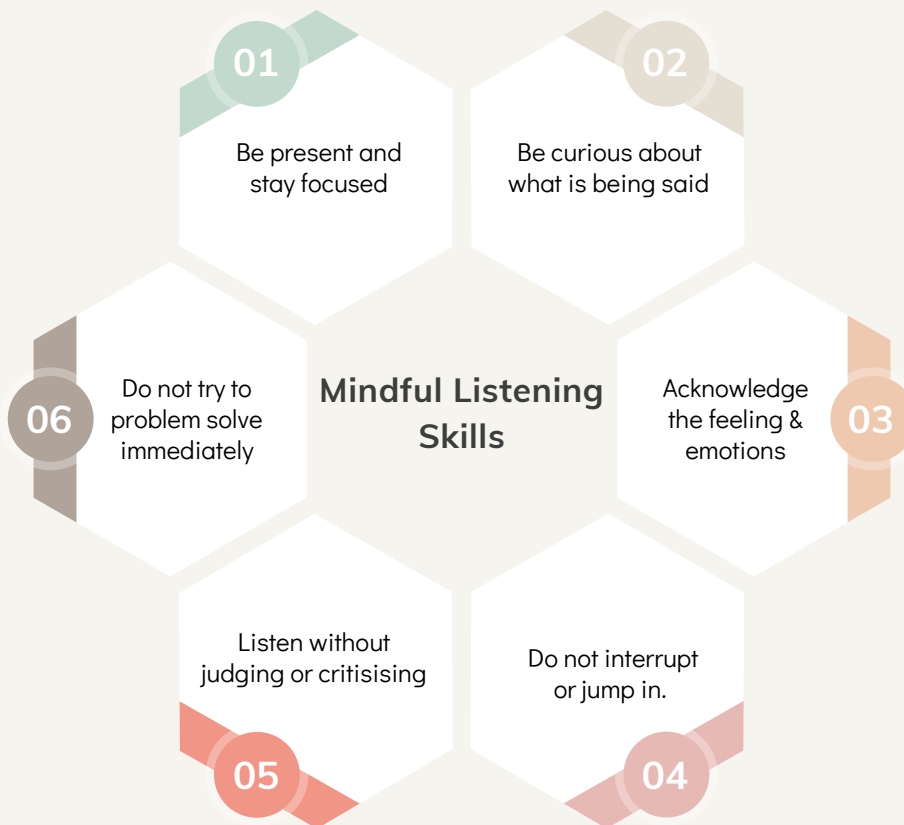 Mindful Listening
Skills
01
Be present and
stay focused
02
Be curious about
what is being said
03
Acknowledge
the feeling &
emotions
04
Do not interrupt
or jump in.
05
Listen without
judging or critisising
06
Do not try to
problem solve
immediately